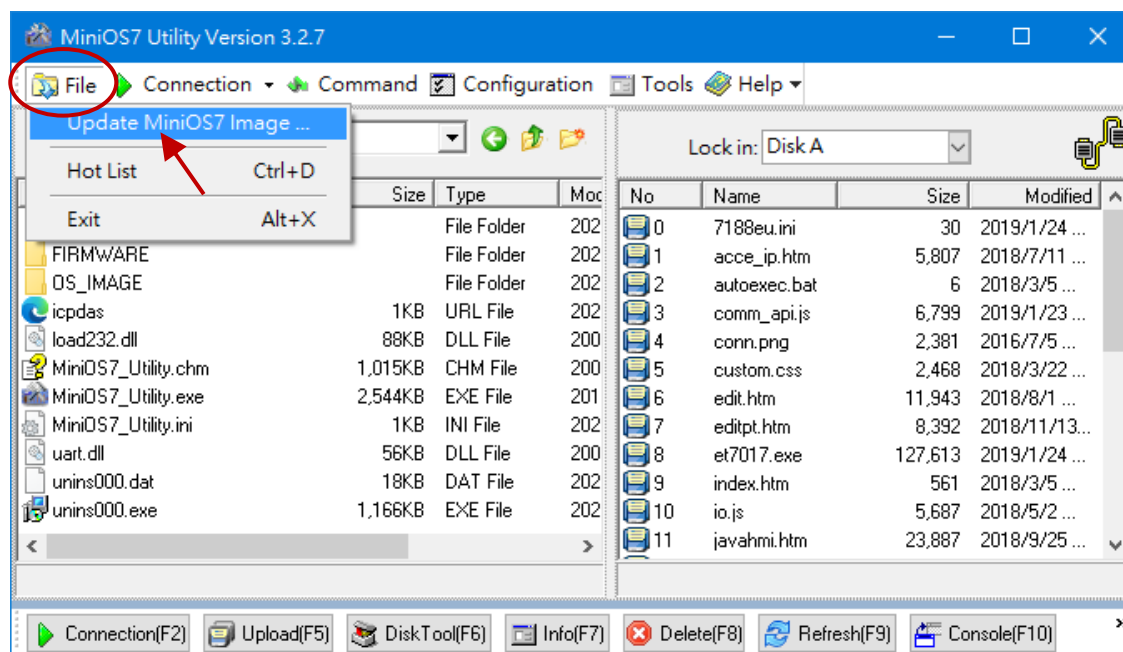 MiniOS7 Utility Version 3.2.7
File Connection Command Configuration Tools Help
Update MiniOS7 Image ...
Hot List Ctrl+D
Exit Alt+X
Lock in: Disk A
Size Type Mod
File Folder 202
FIRMWARE File Folder 202
OS_IMAGE File Folder 202
icpdas 1KB URL File 202
load232.dll 88KB DLL File 200
MiniOS7_Utility.chm 1,015KB CHM File 200
MiniOS7_Utility.exe 2,544KB EXE File 201
MiniOS7_Utility.ini 1KB INI File 202
uart.dll 56KB DLL File 200
unins000.dat 18KB DAT File 202
unins000.exe 1,166KB EXE File 202
No Name Size Modified
0 7188eu.ini 30 2019/1/24 ...
1 acce_ip.htm 5,807 2018/7/11 ...
2 autoexec.bat 6 2018/3/5 ...
3 comm_api.js 6,799 2019/1/23 ...
4 conn.png 2,381 2016/7/5 ...
5 custom.css 2,468 2018/3/22 ...
6 edit.htm 11,943 2018/8/1 ...
7 editpt.htm 8,392 2018/11/13...
8 et7017.exe 127,613 2019/1/24 ...
9 index.htm 561 2018/3/5 ...
10 io.js 5,687 2018/5/2 ...
11 javahmi.htm 23,887 2018/9/25 ...
Connection(F2) Upload(F5) DiskTool(F6) Info(F7) Delete(F8) Refresh(F9) Console(F10)